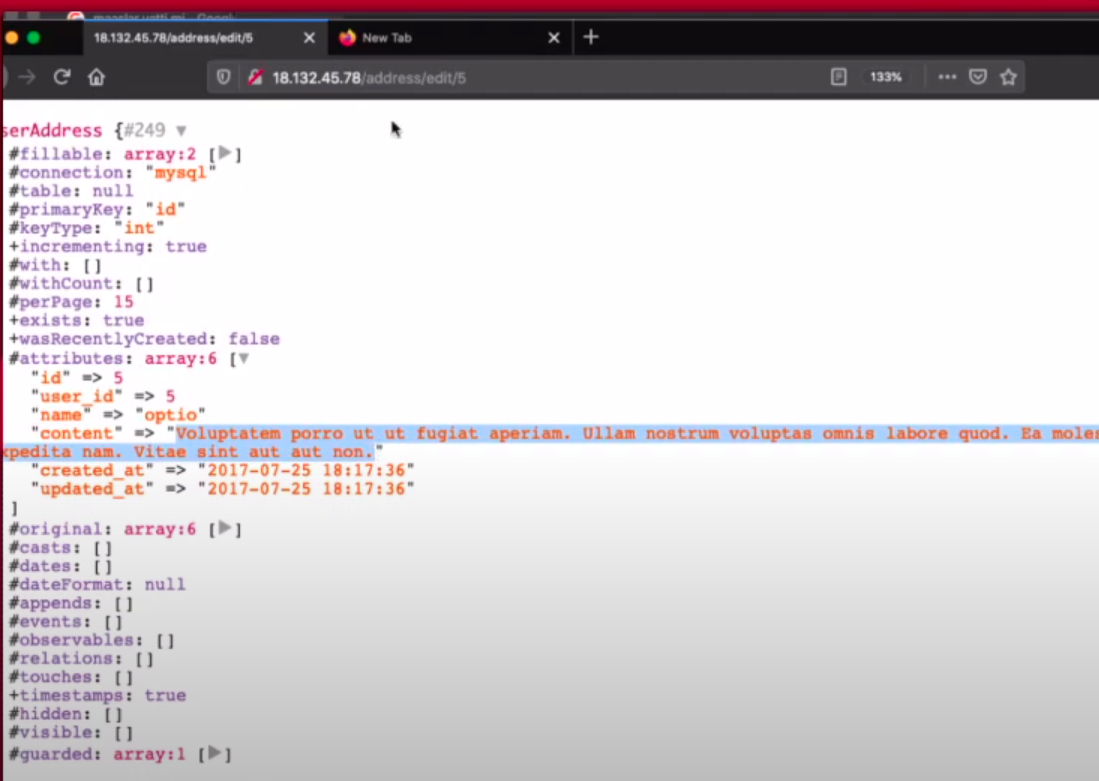 18.132.45.78/address/edit/5
New Tab
18.132.45.78/address/edit/5
133%
serAddress {#249 ▼
#fillable: array:2 [▶]
#connection: "mysql"
#table: null
#primaryKey: "id"
#keyType: "int"
+incrementing: true
#with: []
#withCount: []
#perPage: 15
+exists: true
+wasRecentlyCreated: false
#attributes: array:6 [▼
"id" => 5
"user_id" => 5
"name" => "optio"
"content" => "Voluptatem porro ut ut fugiat aperiam. Ullam nostrum voluptas omnis labore quod. Ea moles
xpedita nam. Vitae sint aut aut non."
"created_at" => "2017-07-25 18:17:36"
"updated_at" => "2017-07-25 18:17:36"
]
#original: array:6 [▶]
#casts: []
#dates: []
#dateFormat: null
#appends: []
#events: []
#observables: []
#relations: []
#touches: []
+timestamps: true
#hidden: []
#visible: []
#guarded: array:1 [▶]